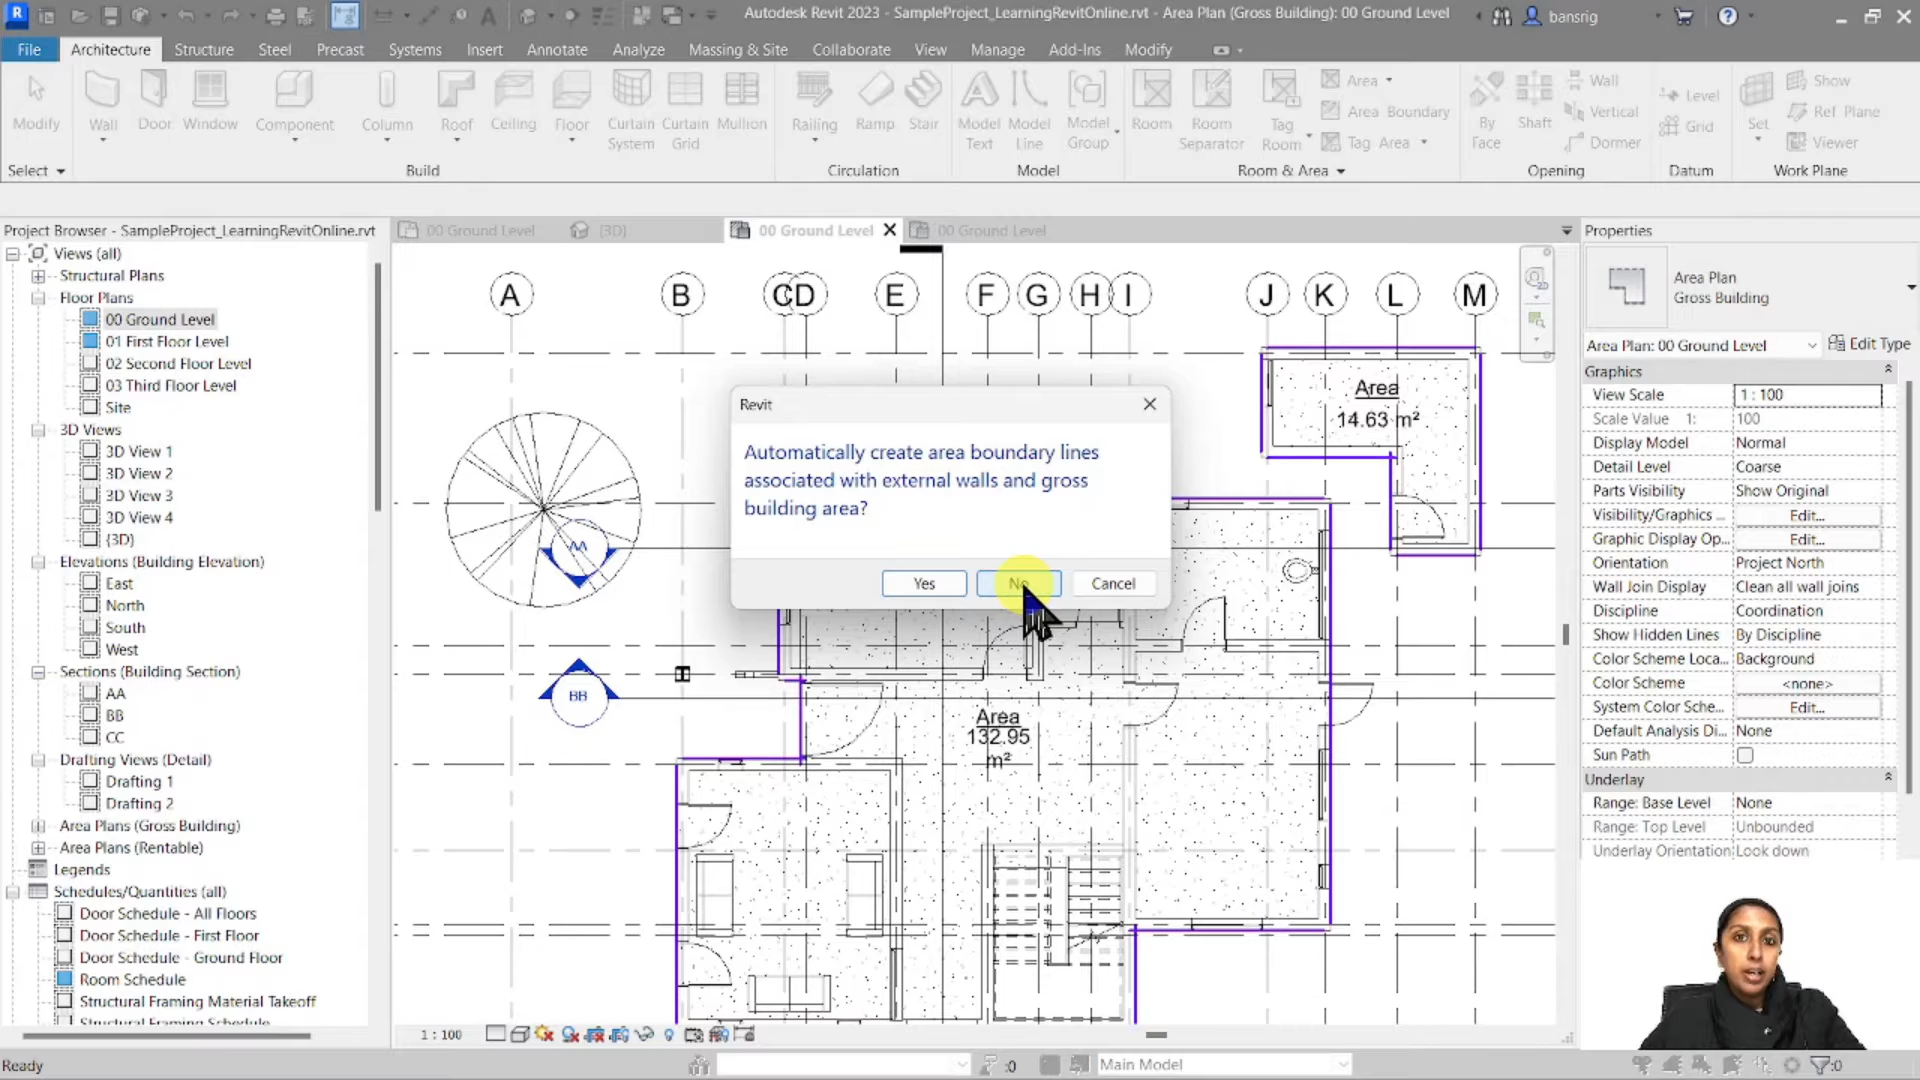 Autodesk Revit 2023 - SampleProject_LearningRevitOnline.rvt - Area Plan (Gross Building): 00 Ground Level
bansrig
File Architecture Structure Steel Precast Systems Insert Annotate Analyze Massing & Site Collaborate View Manage Add-Ins Modify
Modify
Wall
Door
Window
Component
Column
Roof
Ceiling
Floor
Curtain System
Curtain Grid
Mullion
Railing
Ramp
Stair
Model Text
Model Line
Model Group
Room
Room Separator
Tag Room
Area
Area Boundary
Tag Area
By Face
Shaft
Wall
Vertical
Dormer
Level
Grid
Set
Show
Ref Plane
Viewer
Select
Build
Circulation
Model
Room & Area
Opening
Datum
Work Plane
Project Browser - SampleProject_LearningRevitOnline.rvt
Views (all)
Structural Plans
Floor Plans
00 Ground Level
01 First Floor Level
02 Second Floor Level
03 Third Floor Level
Site
3D Views
3D View 1
3D View 2
3D View 3
3D View 4
{3D}
Elevations (Building Elevation)
East
North
South
West
Sections (Building Section)
AA
BB
CC
Drafting Views (Detail)
Drafting 1
Drafting 2
Area Plans (Gross Building)
Area Plans (Rentable)
Legends
Schedules/Quantities (all)
Door Schedule - All Floors
Door Schedule - First Floor
Door Schedule - Ground Floor
Room Schedule
Structural Framing Material Takeoff
Structural Framing Schedule
00 Ground Level
{3D}
00 Ground Level
00 Ground Level
A B C D E F G H I J K L M
Area
14.63 m²
AA
BB
Area
132.95
m²
Revit
Automatically create area boundary lines
associated with external walls and gross
building area?
Yes No Cancel
Properties
Area Plan
Gross Building
Area Plan: 00 Ground Level
Edit Type
Graphics
View Scale 1 : 100
Scale Value 1: 100
Display Model Normal
Detail Level Coarse
Parts Visibility Show Original
Visibility/Graphics ... Edit...
Graphic Display Op... Edit...
Orientation Project North
Wall Join Display Clean all wall joins
Discipline Coordination
Show Hidden Lines By Discipline
Color Scheme Loca... Background
Color Scheme <none>
System Color Sche... Edit...
Default Analysis Di... None
Sun Path
Underlay
Range: Base Level None
Range: Top Level Unbounded
Underlay Orientation Look down
1 : 100
Ready
:0
Main Model
:0